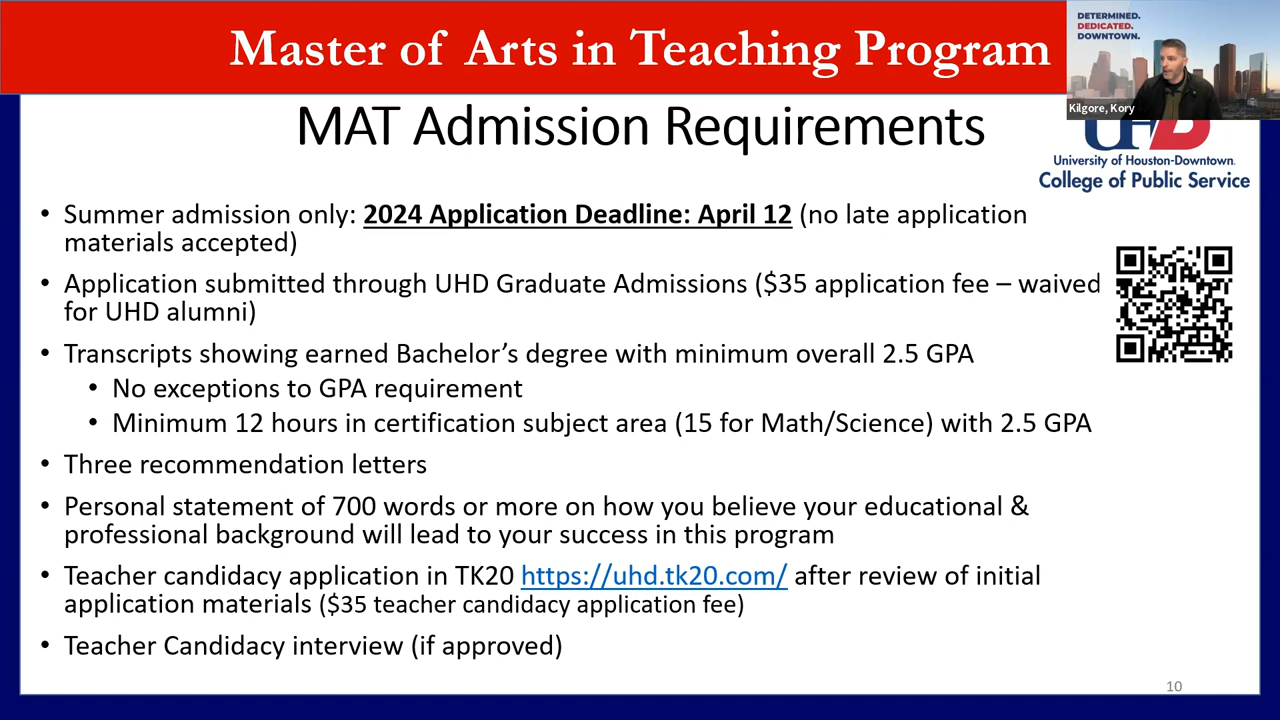 Master of Arts in Teaching Program
DETERMINED.
DEDICATED.
DOWNTOWN.
Kilgore, Kory
MAT Admission Requirements
UHD
University of Houston-Downtown
College of Public Service
• Summer admission only: 2024 Application Deadline: April 12 (no late application
materials accepted)
• Application submitted through UHD Graduate Admissions ($35 application fee – waived
for UHD alumni)
• Transcripts showing earned Bachelor’s degree with minimum overall 2.5 GPA
• No exceptions to GPA requirement
• Minimum 12 hours in certification subject area (15 for Math/Science) with 2.5 GPA
• Three recommendation letters
• Personal statement of 700 words or more on how you believe your educational &
professional background will lead to your success in this program
• Teacher candidacy application in TK20 https://uhd.tk20.com/ after review of initial
application materials ($35 teacher candidacy application fee)
• Teacher Candidacy interview (if approved)
10